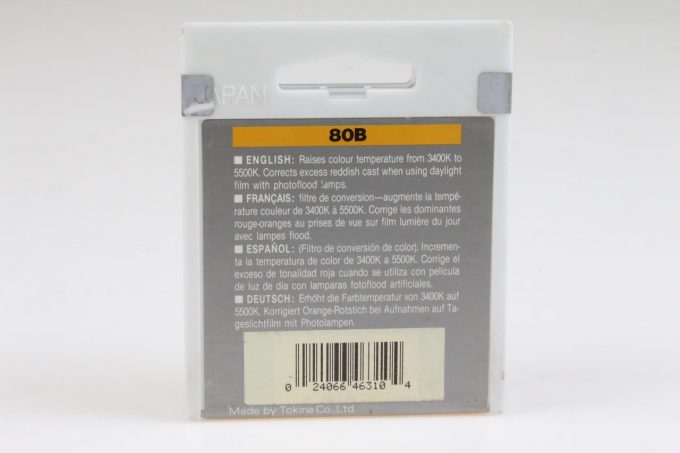 JAPAN
80B
■ ENGLISH: Raises colour temperature from 3400K to
5500K. Corrects excess reddish cast when using daylight
film with photoflood lamps.
■ FRANÇAIS: filtre de conversion—augmente la tempé-
rature couleur de 3400K à 5500K. Corrige les dominantes
rouge-oranges au prises de vue sur film lumière du jour
avec lampes flood.
■ ESPAÑOL: (Filtro de conversión de color). Incremen-
ta la temperatura de color de 3400K a 5500K. Corrige el
exceso de tonalidad roja cuando se utiliza con pelicula
de luz de dia con lamparas fotoflood artificiales.
■ DEUTSCH: Erhöht die Farbtemperatur von 3400K auf
5500K. Korrigiert Orange-Rotstich bei Aufnahmen auf Ta-
geslichtfilm mit Photolampen.
0 24066 46310 4
Made by Tokina Co., Ltd.